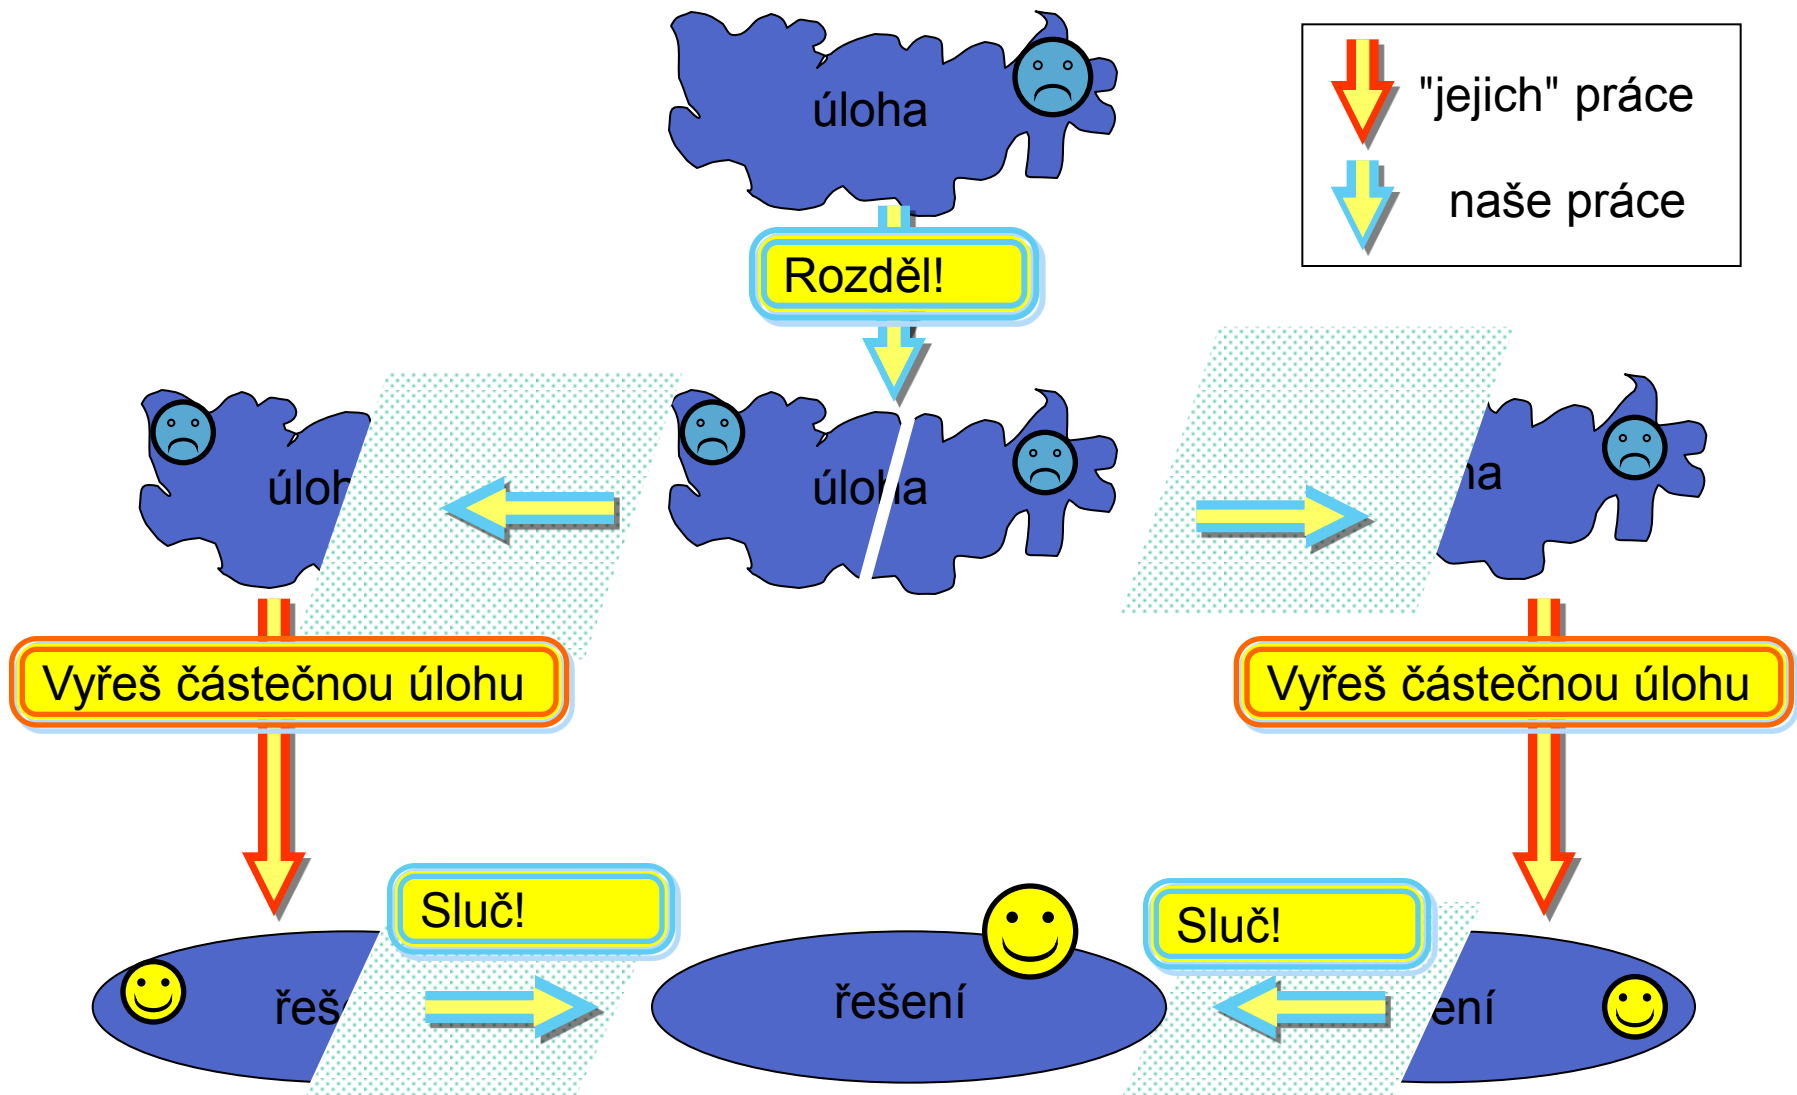 úloha
"jejich" práce
naše práce
Rozděl!
úloh
úloha
ha
Vyřeš částečnou úlohu
Vyřeš částečnou úlohu
Sluč!
Sluč!
řeš
řešení
ení